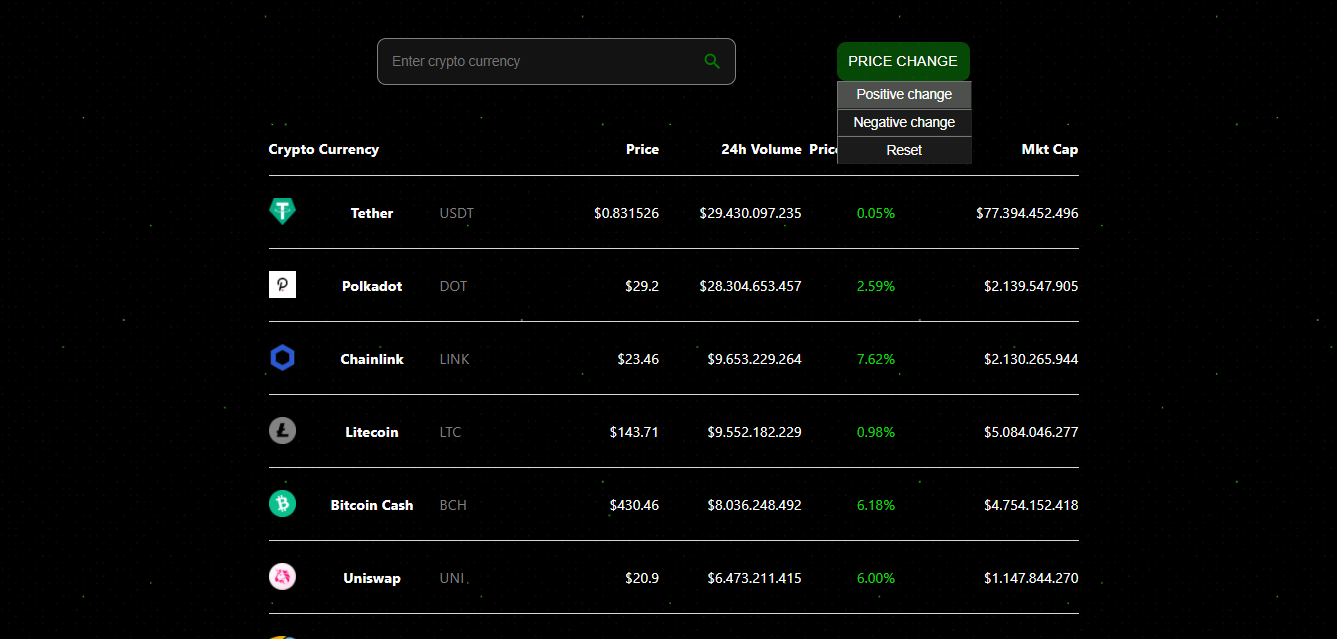 Enter crypto currency
PRICE CHANGE
Positive change
Negative change
Reset
Crypto Currency Price 24h Volume Mkt Cap
Tether USDT $0.831526 $29.430.097.235 0.05% $77.394.452.496
Polkadot DOT $29.2 $28.304.653.457 2.59% $2.139.547.905
Chainlink LINK $23.46 $9.653.229.264 7.62% $2.130.265.944
Litecoin LTC $143.71 $9.552.182.229 0.98% $5.084.046.277
Bitcoin Cash BCH $430.46 $8.036.248.492 6.18% $4.754.152.418
Uniswap UNI $20.9 $6.473.211.415 6.00% $1.147.844.270